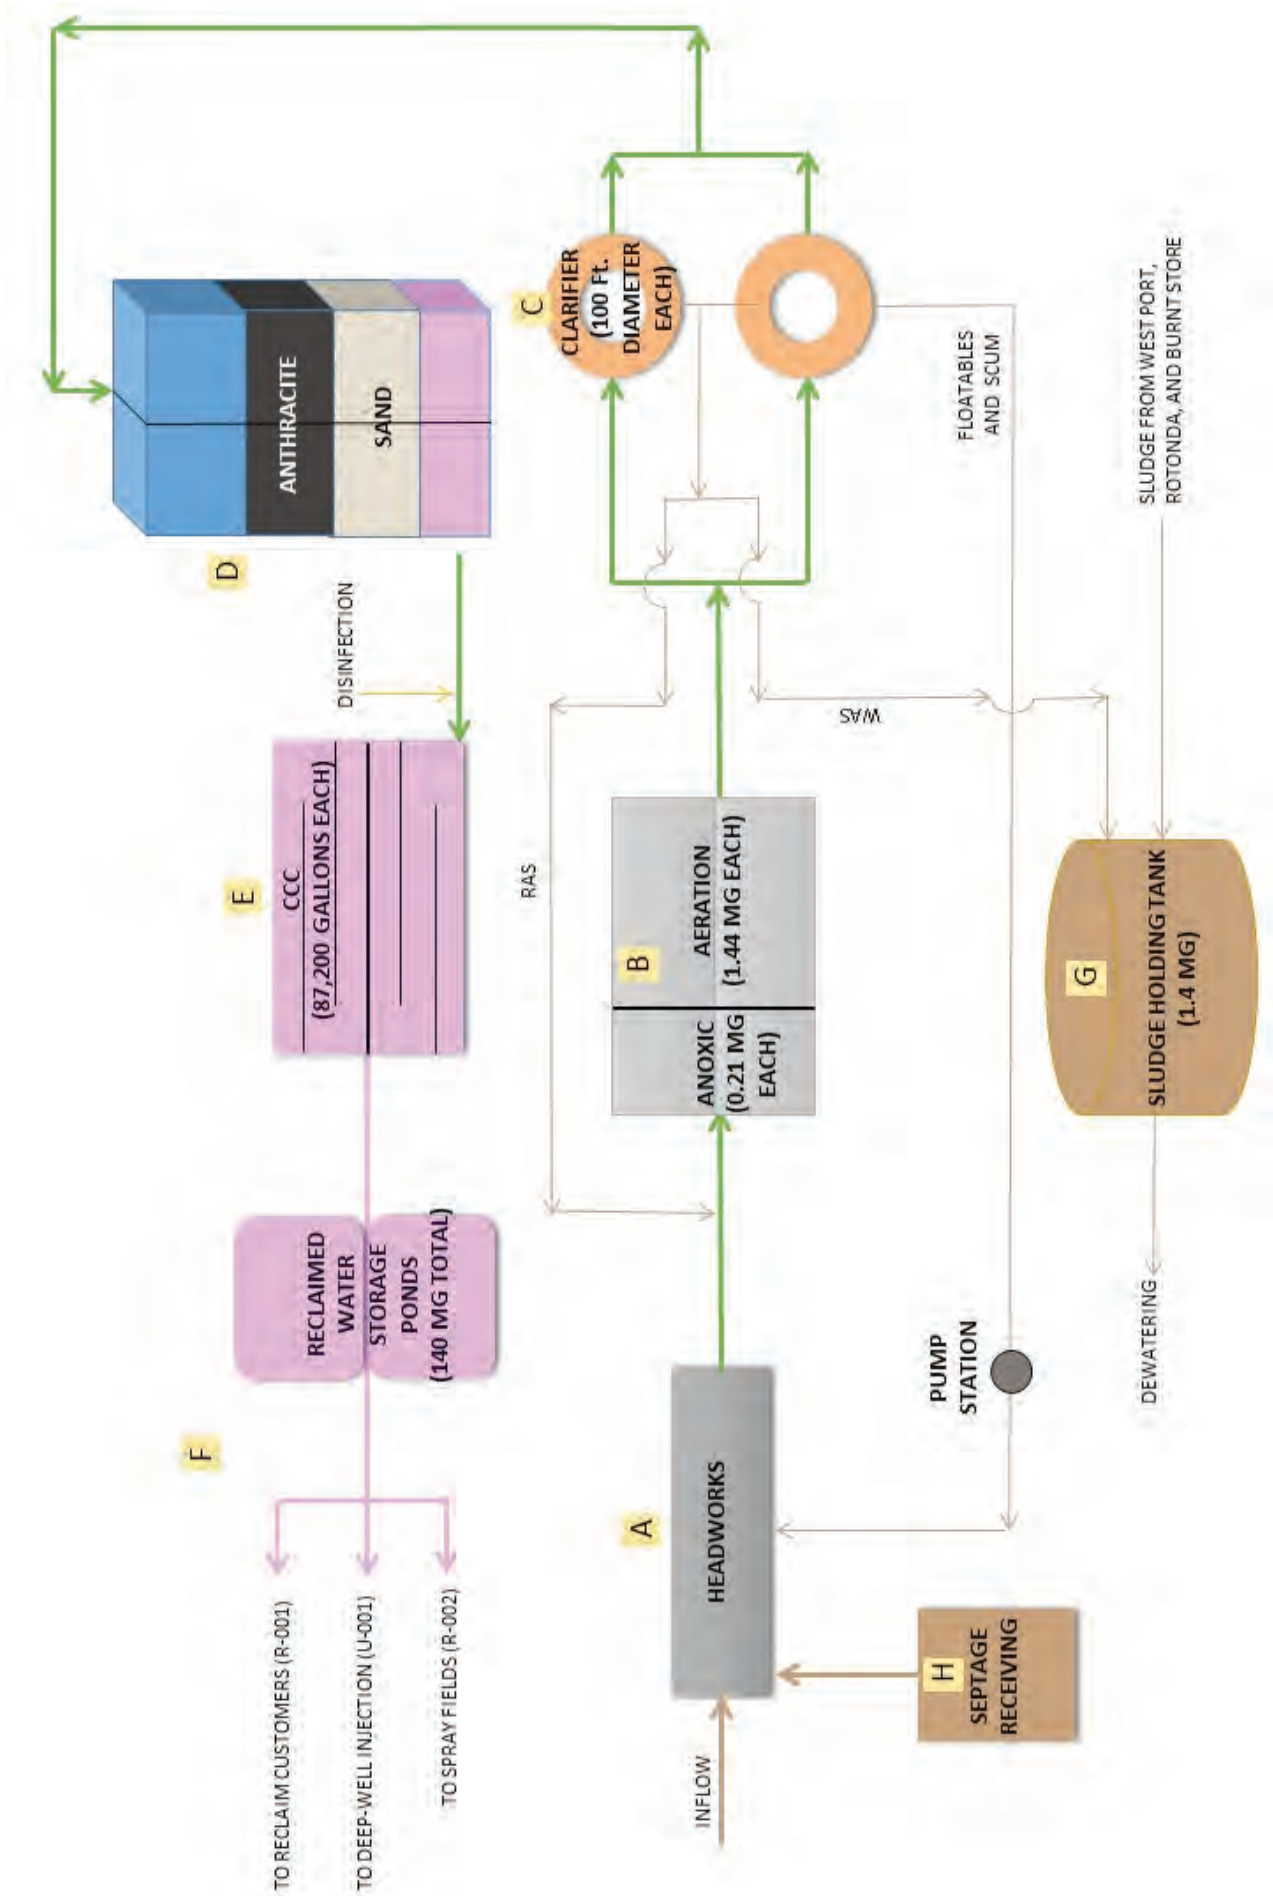 D
ANTHRACITE
SAND
DISINFECTION
E
CCC
(87,200 GALLONS EACH)
RECLAIMED
WATER
STORAGE
PONDS
(140 MG TOTAL)
F
TO RECLAIM CUSTOMERS (R-001)
TO DEEP-WELL INJECTION (U-001)
TO SPRAY FIELDS (R-002)
A
HEADWORKS
INFLOW
H
SEPTAGE
RECEIVING
RAS
B
ANOXIC
(0.21 MG
EACH)
AERATION
(1.44 MG EACH)
C
CLARIFIER
(100 Ft.
DIAMETER
EACH)
WAS
FLOATABLES
AND SCUM
PUMP
STATION
G
SLUDGE HOLDING TANK
(1.4 MG)
DEWATERING
SLUDGE FROM WEST PORT,
ROTONDA, AND BURNT STORE